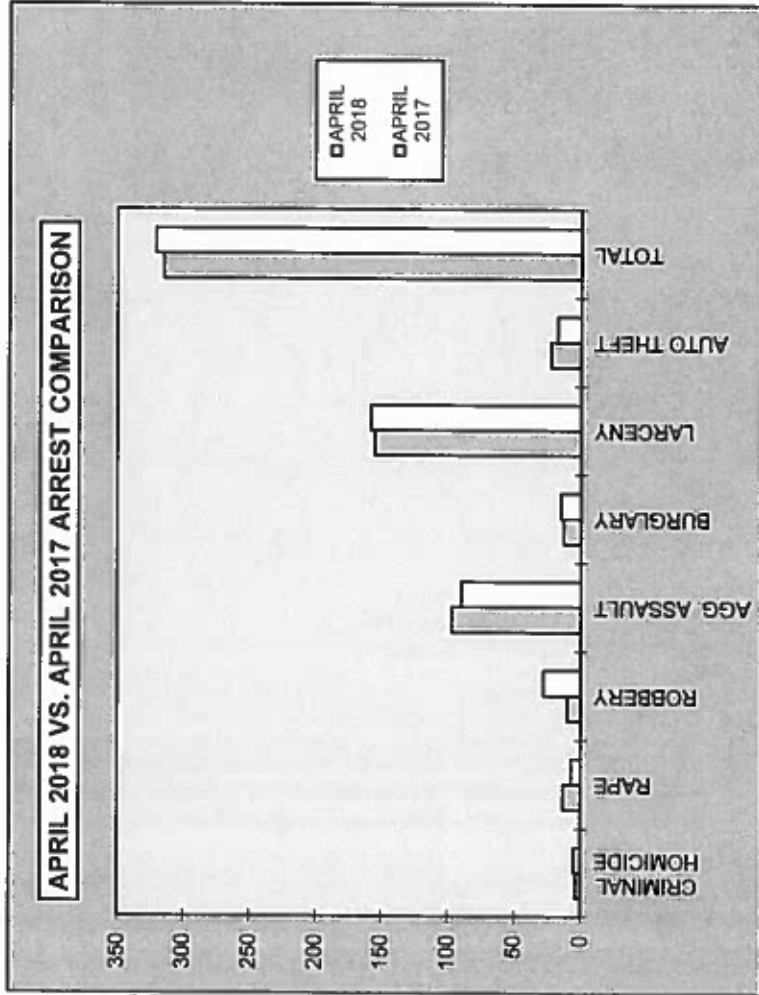 APRIL 2018 VS. APRIL 2017 ARREST COMPARISON
350
300
250
200
150
100
50
0
CRIMINAL
HOMICIDE
RAPE
ROBBERY
AGG. ASSAULT
BURGLARY
LARCENY
AUTO THEFT
TOTAL
APRIL
2018
APRIL
2017